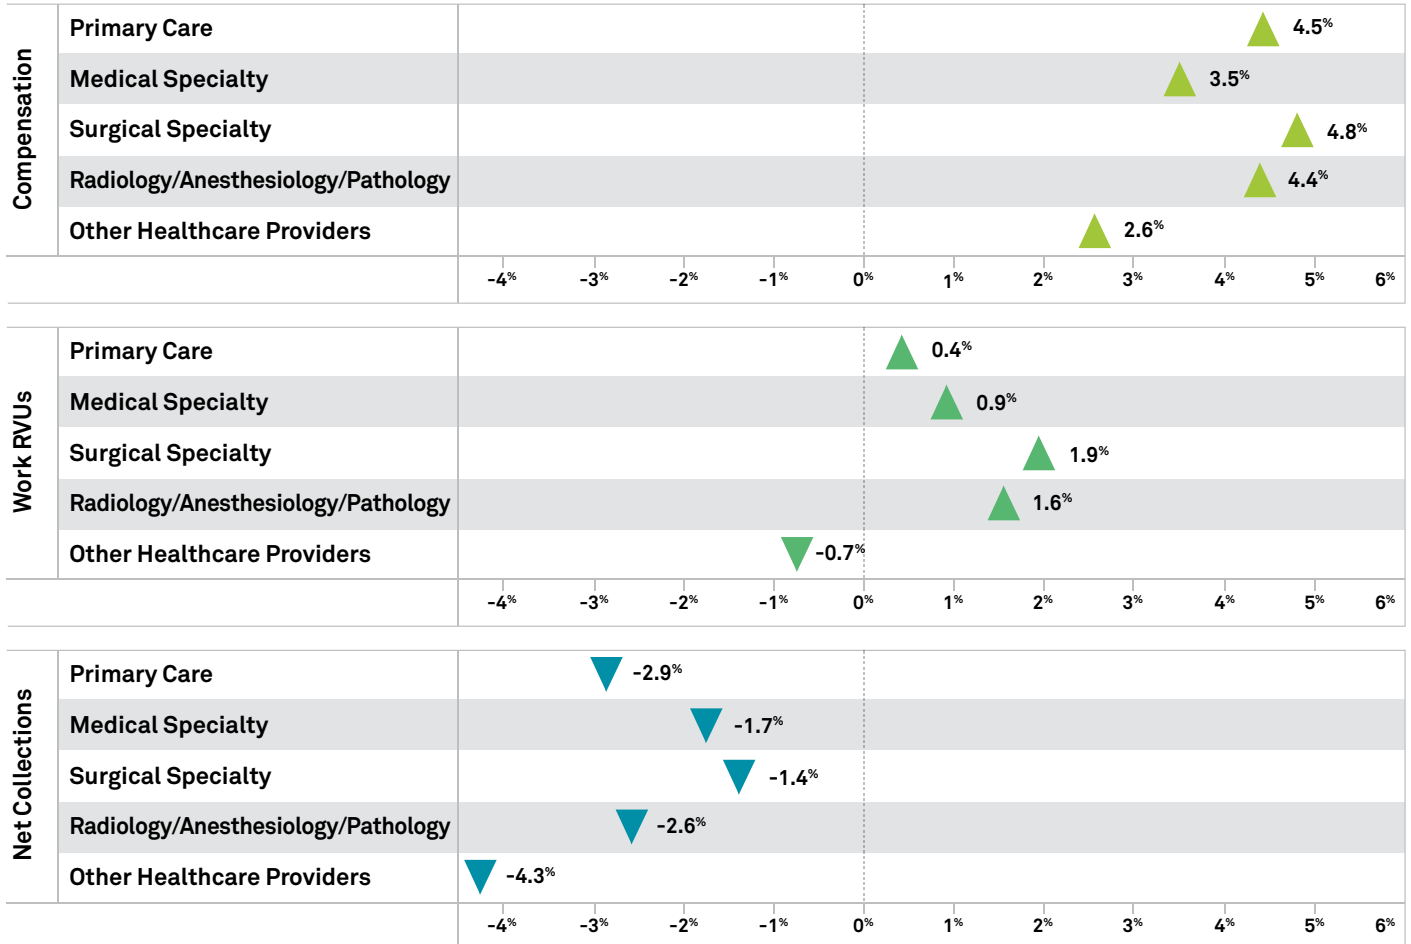 Compensation
Primary Care 4.5%
Medical Specialty 3.5%
Surgical Specialty 4.8%
Radiology/Anesthesiology/Pathology 4.4%
Other Healthcare Providers 2.6%
-4% -3% -2% -1% 0% 1% 2% 3% 4% 5% 6%
Work RVUs
Primary Care 0.4%
Medical Specialty 0.9%
Surgical Specialty 1.9%
Radiology/Anesthesiology/Pathology 1.6%
Other Healthcare Providers -0.7%
-4% -3% -2% -1% 0% 1% 2% 3% 4% 5% 6%
Net Collections
Primary Care -2.9%
Medical Specialty -1.7%
Surgical Specialty -1.4%
Radiology/Anesthesiology/Pathology -2.6%
Other Healthcare Providers -4.3%
-4% -3% -2% -1% 0% 1% 2% 3% 4% 5% 6%